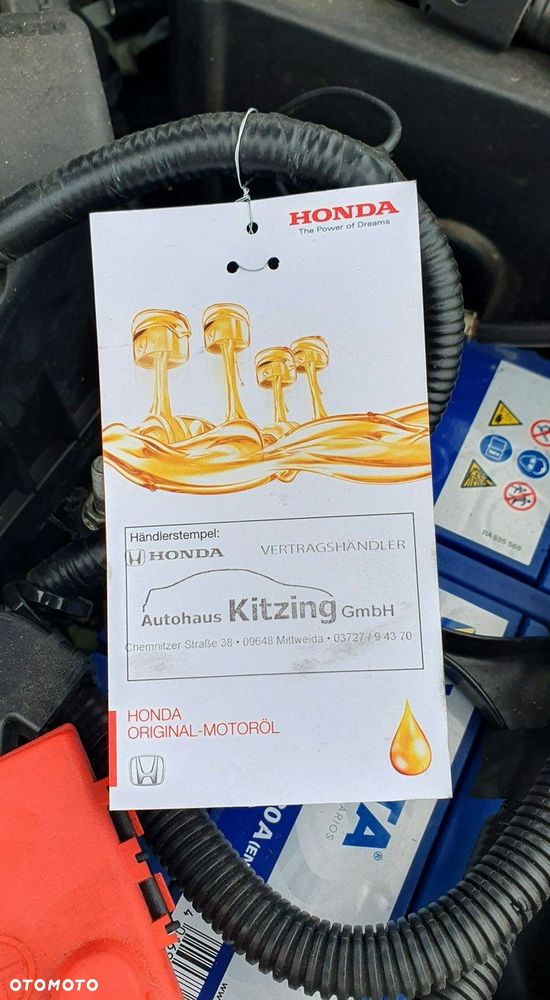 HONDA
The Power of Dreams
Händlerstempel:
HONDA VERTRAGSHÄNDLER
Autohaus Kitzing GmbH
Chemnitzer Straße 38 • 09648 Mittweida • 03727 / 9 43 70
HONDA
ORIGINAL-MOTORÖL
OTOMOTO